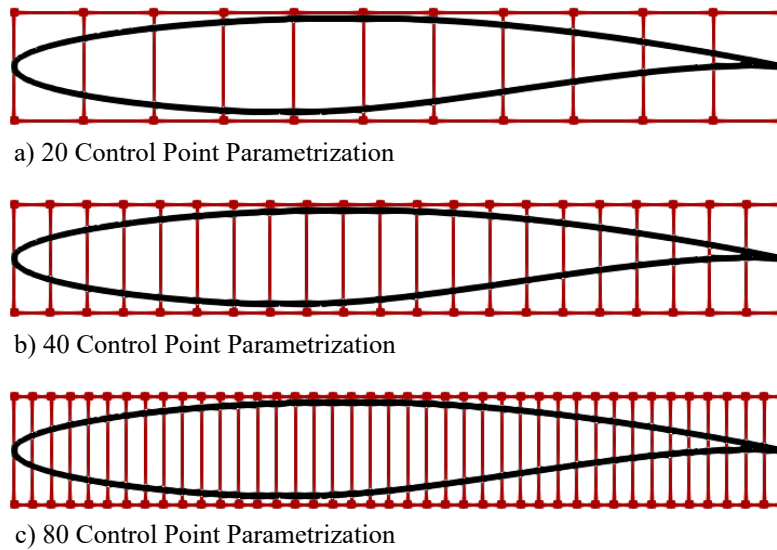 a) 20 Control Point Parametrization
b) 40 Control Point Parametrization
c) 80 Control Point Parametrization